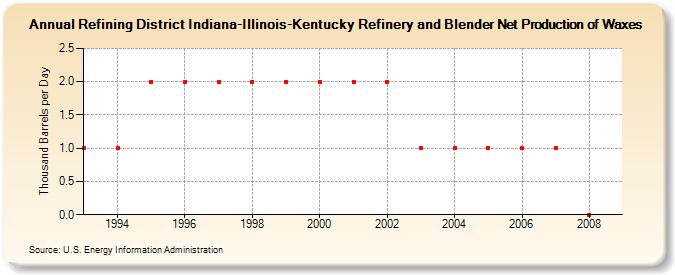 Annual Refining District Indiana-Illinois-Kentucky Refinery and Blender Net Production of Waxes
Thousand Barrels per Day
2.5
2.0
1.5
1.0
0.5
0.0
1994 1996 1998 2000 2002 2004 2006 2008
Source: U.S. Energy Information Administration